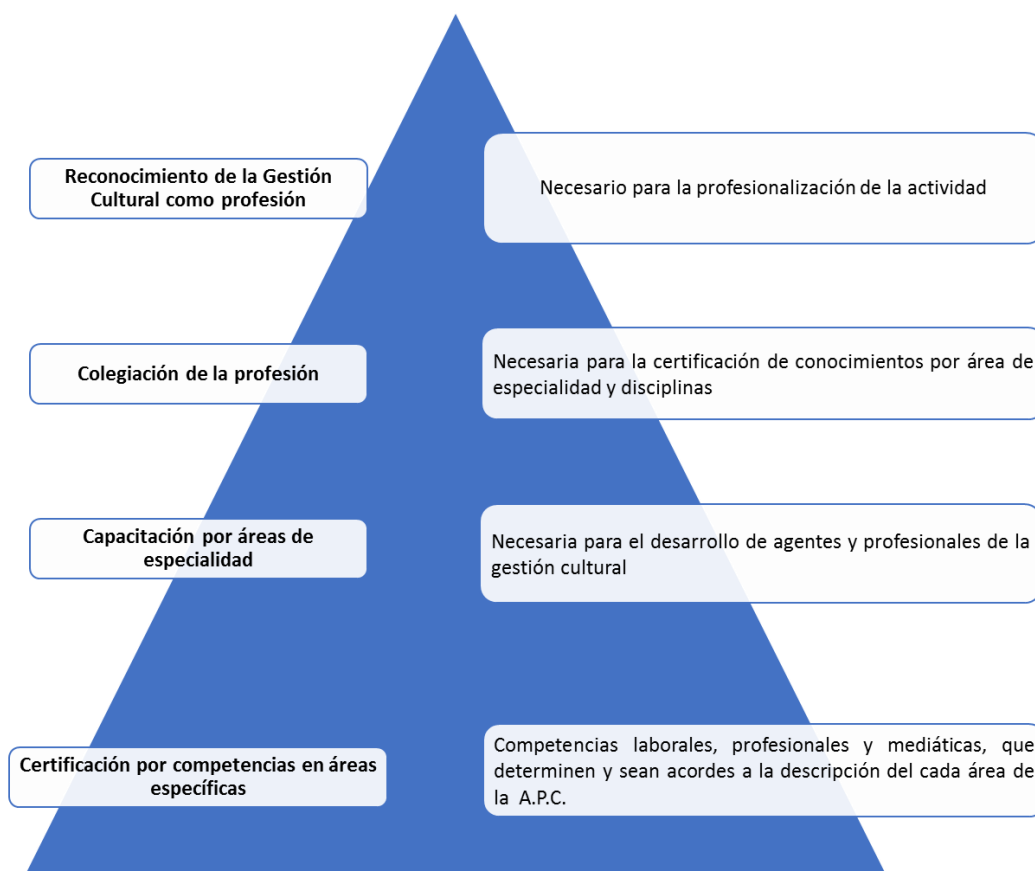 Reconocimiento de la Gestión
Cultural como profesión
Necesario para la profesionalización de la actividad
Colegiación de la profesión
Necesaria para la certificación de conocimientos por área de
especialidad y disciplinas
Capacitación por áreas de
especialidad
Necesaria para el desarrollo de agentes y profesionales de la
gestión cultural
Certificación por competencias en áreas
específicas
Competencias laborales, profesionales y mediáticas, que
determinen y sean acordes a la descripción del cada área de
la A.P.C.